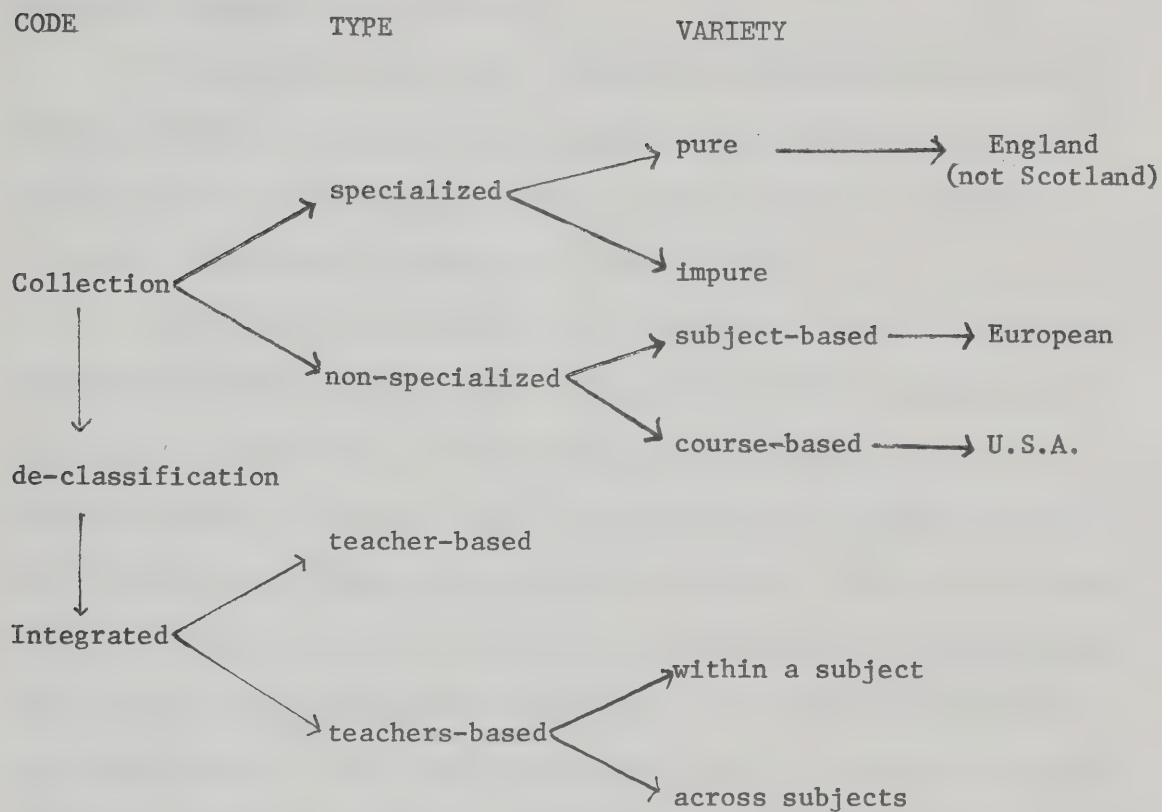 CODE TYPE VARIETY
pure England
(not Scotland)
specialized
impure
Collection
subject-based European
non-specialized
course-based U.S.A.
de-classification
teacher-based
Integrated
within a subject
teachers-based
across subjects